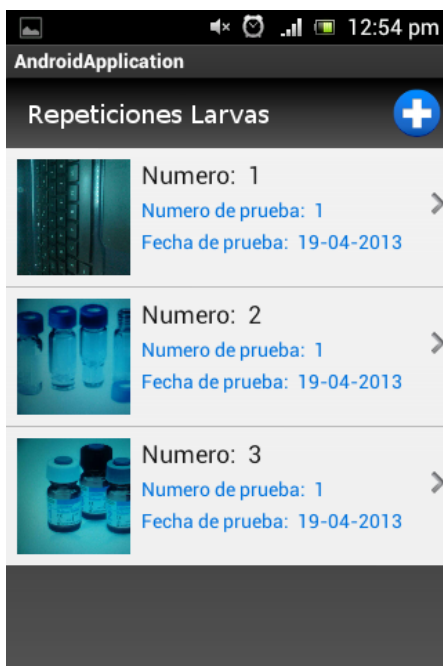 12:54 pm
AndroidApplication
Repeticiones Larvas
Numero: 1
Numero de prueba: 1
Fecha de prueba: 19-04-2013
Numero: 2
Numero de prueba: 1
Fecha de prueba: 19-04-2013
Numero: 3
Numero de prueba: 1
Fecha de prueba: 19-04-2013